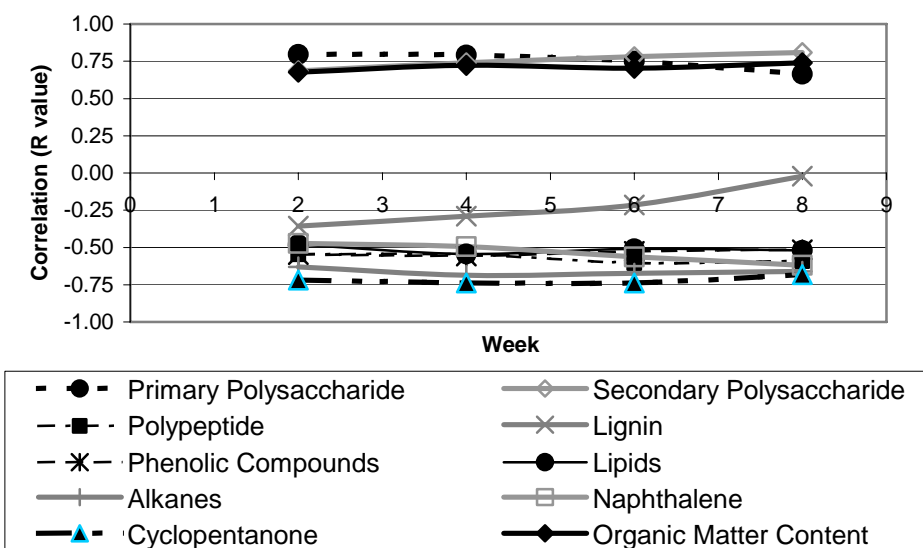 1.00
0.75
0.50
0.25
0.00
-0.25
-0.50
-0.75
-1.00
Correlation (R value)
0 1 2 3 4 5 6 7 8 9
Week
Primary Polysaccharide Secondary Polysaccharide
Polypeptide Lignin
Phenolic Compounds Lipids
Alkanes Naphthalene
Cyclopentanone Organic Matter Content